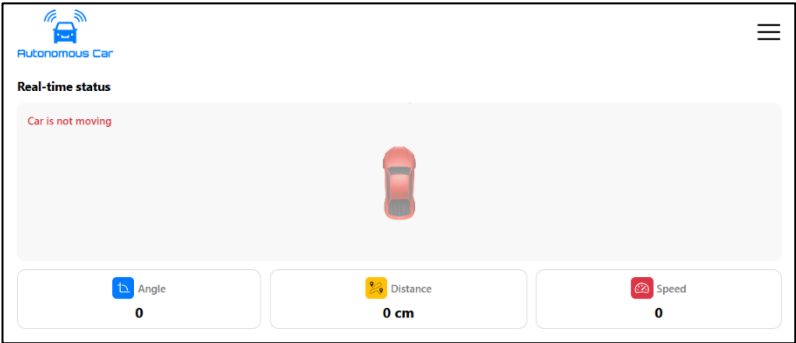 Autonomous Car
Real-time status
Car is not moving
Angle
0
Distance
0 cm
Speed
0